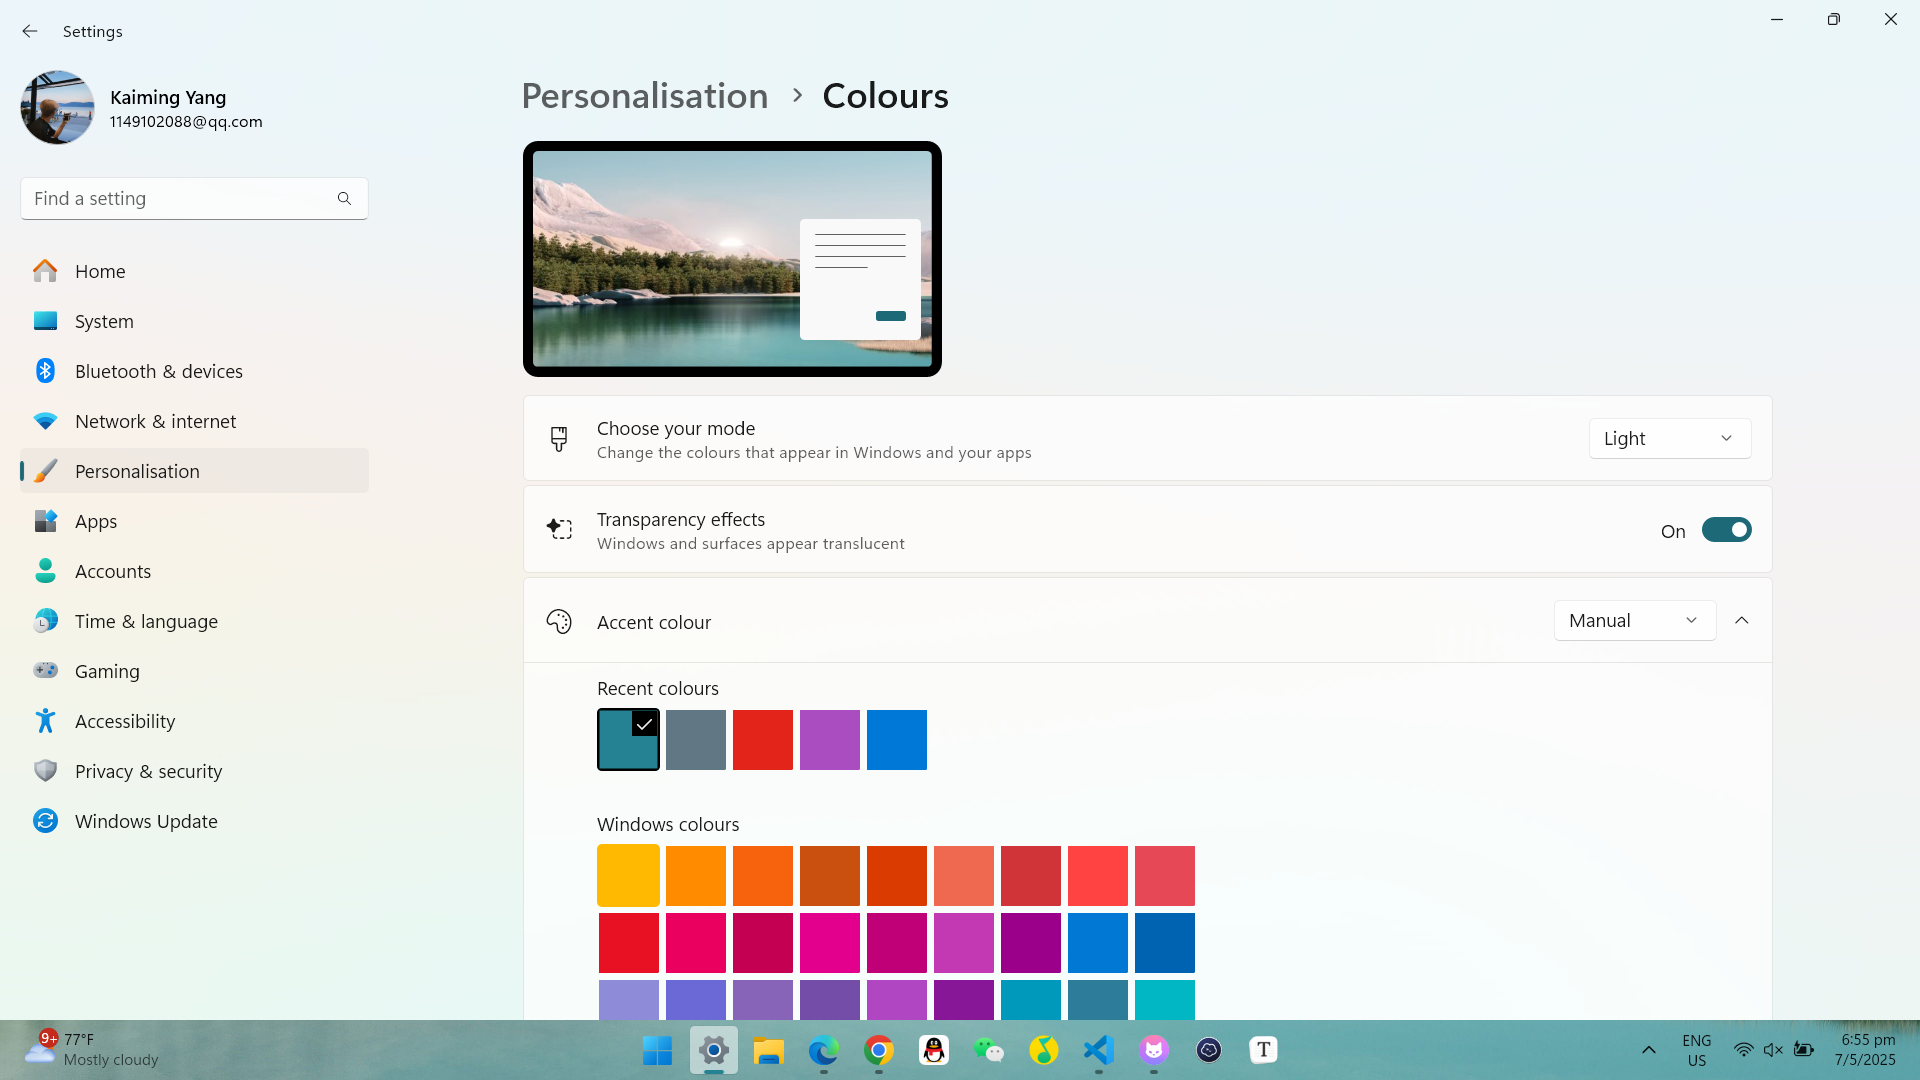 Settings
Kaiming Yang
1149102088@qq.com
Find a setting
Home
System
Bluetooth & devices
Network & internet
Personalisation
Apps
Accounts
Time & language
Gaming
Accessibility
Privacy & security
Windows Update
Personalisation > Colours
Choose your mode
Change the colours that appear in Windows and your apps
Light
Transparency effects
Windows and surfaces appear translucent
On
Accent colour
Manual
Recent colours
Windows colours
9+
77°F
Mostly cloudy
T
ENG
US
6:55 pm
7/5/2025